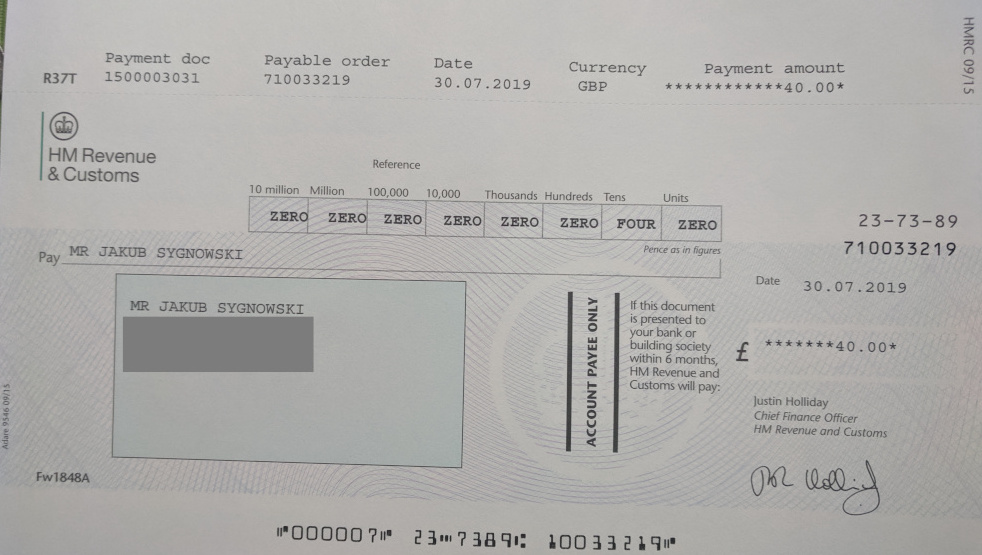 Payment doc Payable order Date Currency Payment amount
R37T 1500003031 710033219 30.07.2019 GBP ************40.00*
HMRC 09/15
HM Revenue
& Customs
Reference
10 million Million 100,000 10,000 Thousands Hundreds Tens Units
ZERO ZERO ZERO ZERO ZERO ZERO FOUR ZERO
Pence as in figures
23-73-89
710033219
Pay MR JAKUB SYGNOWSKI
Date 30.07.2019
MR JAKUB SYGNOWSKI
ACCOUNT PAYEE ONLY
If this document
is presented to
your bank or
building society
within 6 months,
HM Revenue and
Customs will pay:
£ *******40.00*
Justin Holliday
Chief Finance Officer
HM Revenue and Customs
Adare 9546 09/15
Fw1848A
⑈000007⑈ 23⑉7389⑆ 10033219⑈